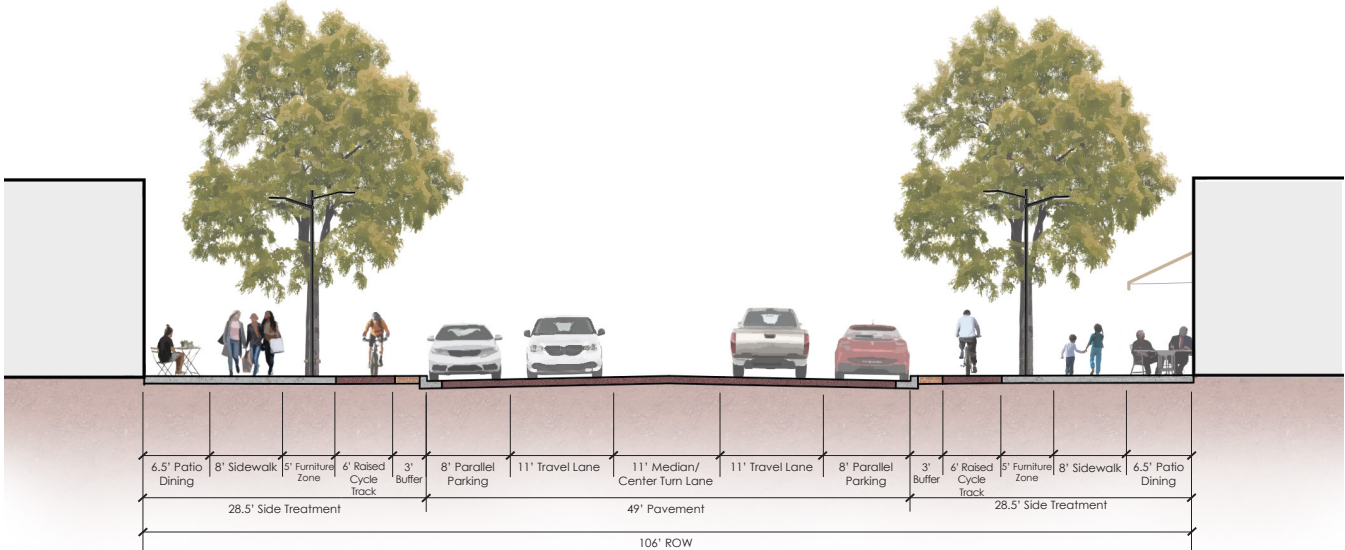 6.5' Patio
Dining
8' Sidewalk
5' Furniture
Zone
6' Raised
Cycle
Track
3'
Buffer
8' Parallel
Parking
11' Travel Lane
11' Median/
Center Turn Lane
11' Travel Lane
8' Parallel
Parking
3'
Buffer
6' Raised
Cycle
Track
5' Furniture
Zone
8' Sidewalk
6.5' Patio
Dining
28.5' Side Treatment
49' Pavement
28.5' Side Treatment
106' ROW